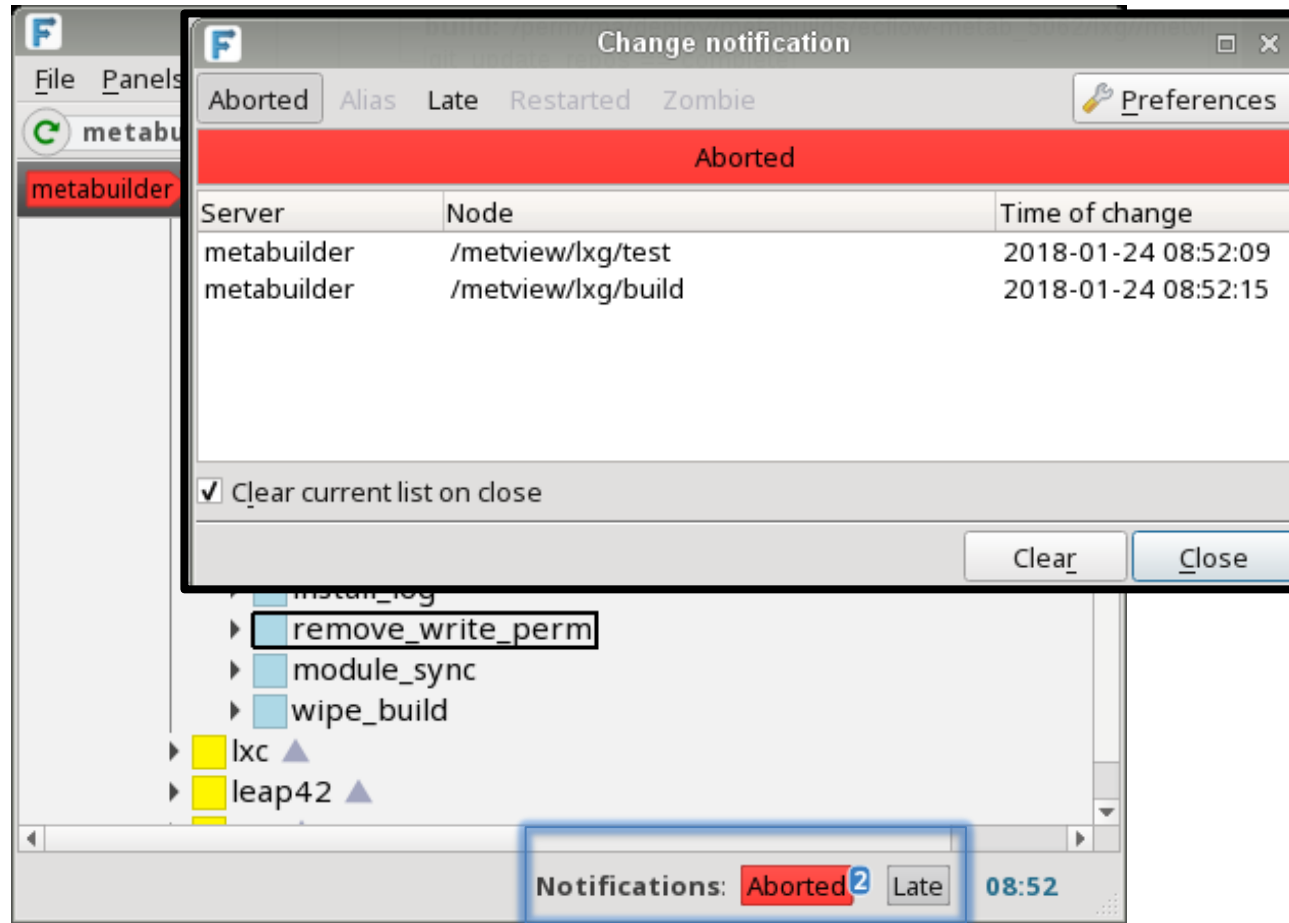 Change notification
File Panels
Aborted Alias Late Restarted Zombie Preferences
metabu
Aborted
metabuilder
Server Node Time of change
metabuilder /metview/lxg/test 2018-01-24 08:52:09
metabuilder /metview/lxg/build 2018-01-24 08:52:15
Clear current list on close
Clear Close
install_log
remove_write_perm
module_sync
wipe_build
lxc
leap42
Notifications: Aborted 2 Late 08:52